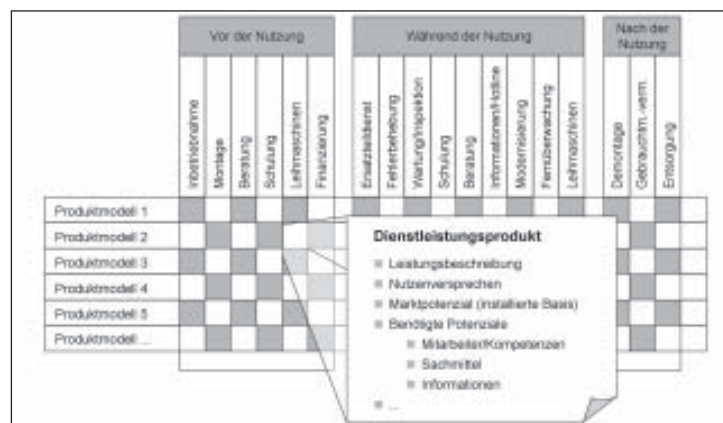 Vor der Nutzung
Während der Nutzung
Nach der
Nutzung
Inbetriebnahme
Montage
Beratung
Schulung
Leihmaschinen
Finanzierung
Ersatzteildienst
Fehlerbehebung
Wartung/Inspektion
Schulung
Beratung
Informationen/Hotline
Modernisierung
Fernüberwachung
Leihmaschinen
Demontage
Gebrauchtm.verm.
Entsorgung
Produktmodell 1
Produktmodell 2
Produktmodell 3
Produktmodell 4
Produktmodell 5
Produktmodell ...
Dienstleistungsprodukt
Leistungsbeschreibung
Nutzenversprechen
Marktpotenzial (installierte Basis)
Benötigte Potenziale
Mitarbeiter/Kompetenzen
Sachmittel
Informationen
...